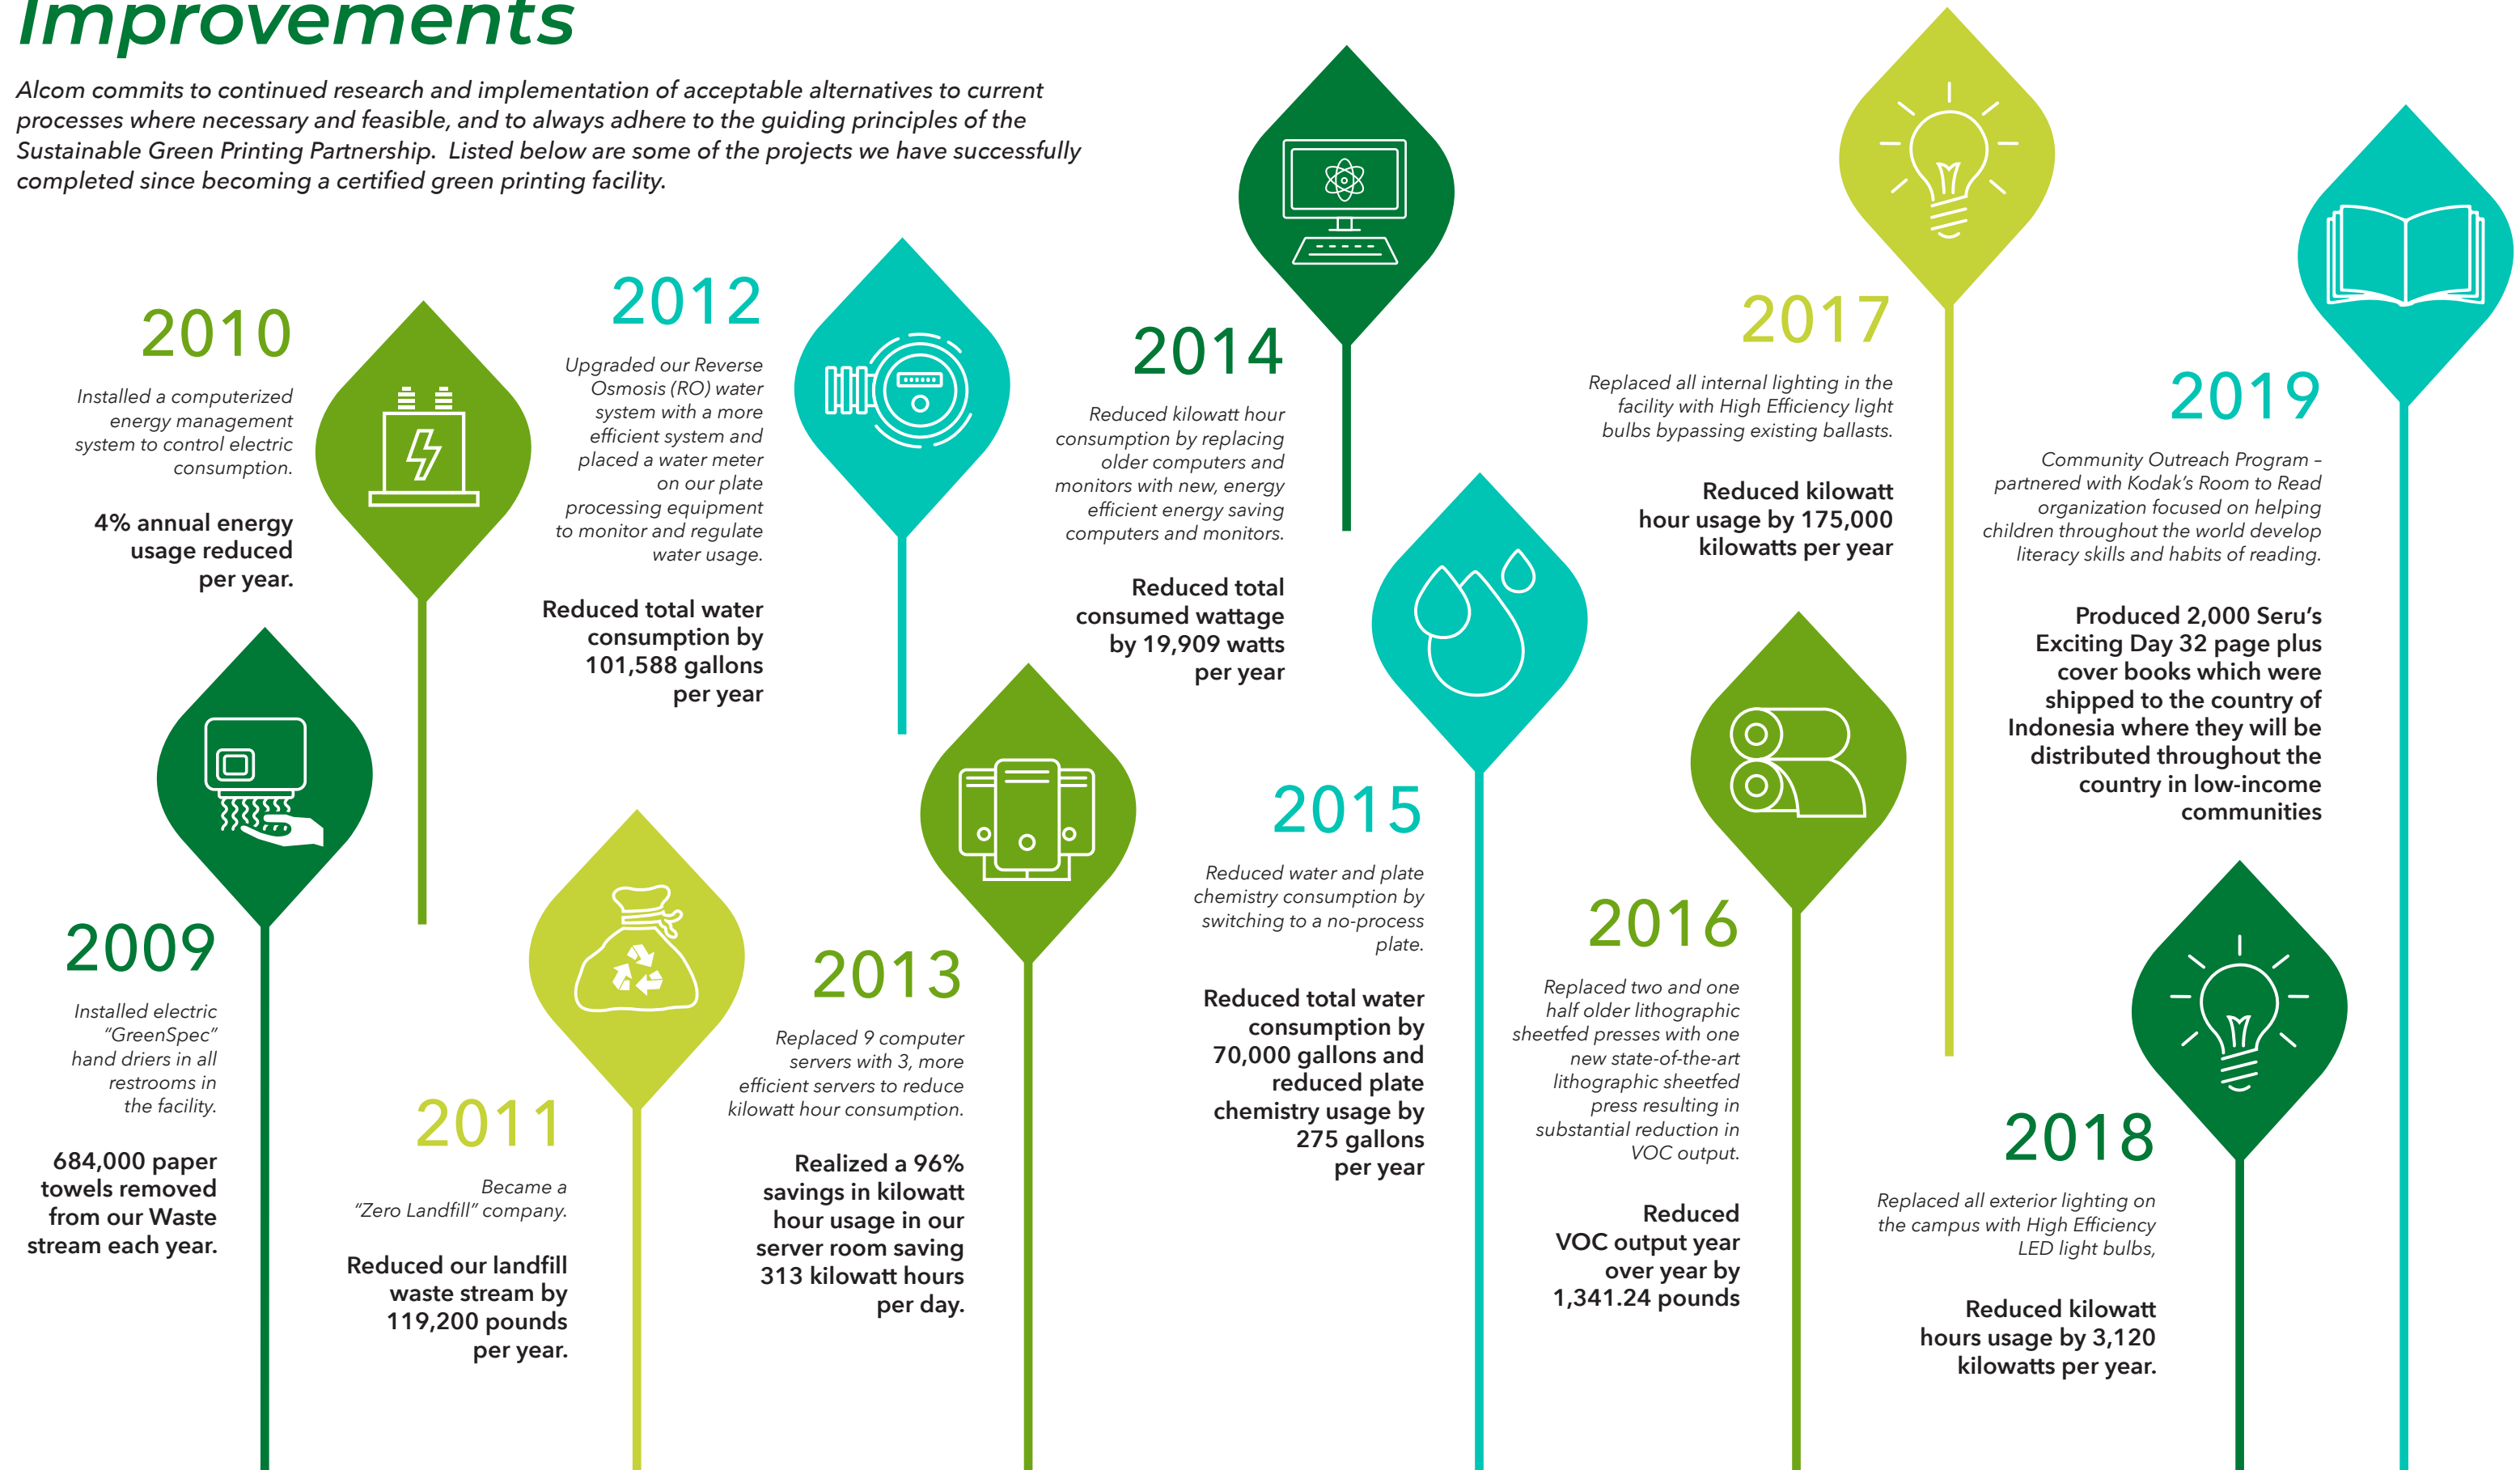 Improvements
Alcom commits to continued research and implementation of acceptable alternatives to current
processes where necessary and feasible, and to always adhere to the guiding principles of the
Sustainable Green Printing Partnership. Listed below are some of the projects we have successfully
completed since becoming a certified green printing facility.
2009
Installed electric
“GreenSpec”
hand driers in all
restrooms in
the facility.
684,000 paper
towels removed
from our Waste
stream each year.
2010
Installed a computerized
energy management
system to control electric
consumption.
4% annual energy
usage reduced
per year.
2011
Became a
“Zero Landfill” company.
Reduced our landfill
waste stream by
119,200 pounds
per year.
2012
Upgraded our Reverse
Osmosis (RO) water
system with a more
efficient system and
placed a water meter
on our plate
processing equipment
to monitor and regulate
water usage.
Reduced total water
consumption by
101,588 gallons
per year
2013
Replaced 9 computer
servers with 3, more
efficient servers to reduce
kilowatt hour consumption.
Realized a 96%
savings in kilowatt
hour usage in our
server room saving
313 kilowatt hours
per day.
2014
Reduced kilowatt hour
consumption by replacing
older computers and
monitors with new, energy
efficient energy saving
computers and monitors.
Reduced total
consumed wattage
by 19,909 watts
per year
2015
Reduced water and plate
chemistry consumption by
switching to a no-process
plate.
Reduced total water
consumption by
70,000 gallons and
reduced plate
chemistry usage by
275 gallons
per year
2016
Replaced two and one
half older lithographic
sheetfed presses with one
new state-of-the-art
lithographic sheetfed
press resulting in
substantial reduction in
VOC output.
Reduced
VOC output year
over year by
1,341.24 pounds
2017
Replaced all internal lighting in the
facility with High Efficiency light
bulbs bypassing existing ballasts.
Reduced kilowatt
hour usage by 175,000
kilowatts per year
2018
Replaced all exterior lighting on
the campus with High Efficiency
LED light bulbs,
Reduced kilowatt
hours usage by 3,120
kilowatts per year.
2019
Community Outreach Program –
partnered with Kodak’s Room to Read
organization focused on helping
children throughout the world develop
literacy skills and habits of reading.
Produced 2,000 Seru’s
Exciting Day 32 page plus
cover books which were
shipped to the country of
Indonesia where they will be
distributed throughout the
country in low-income
communities